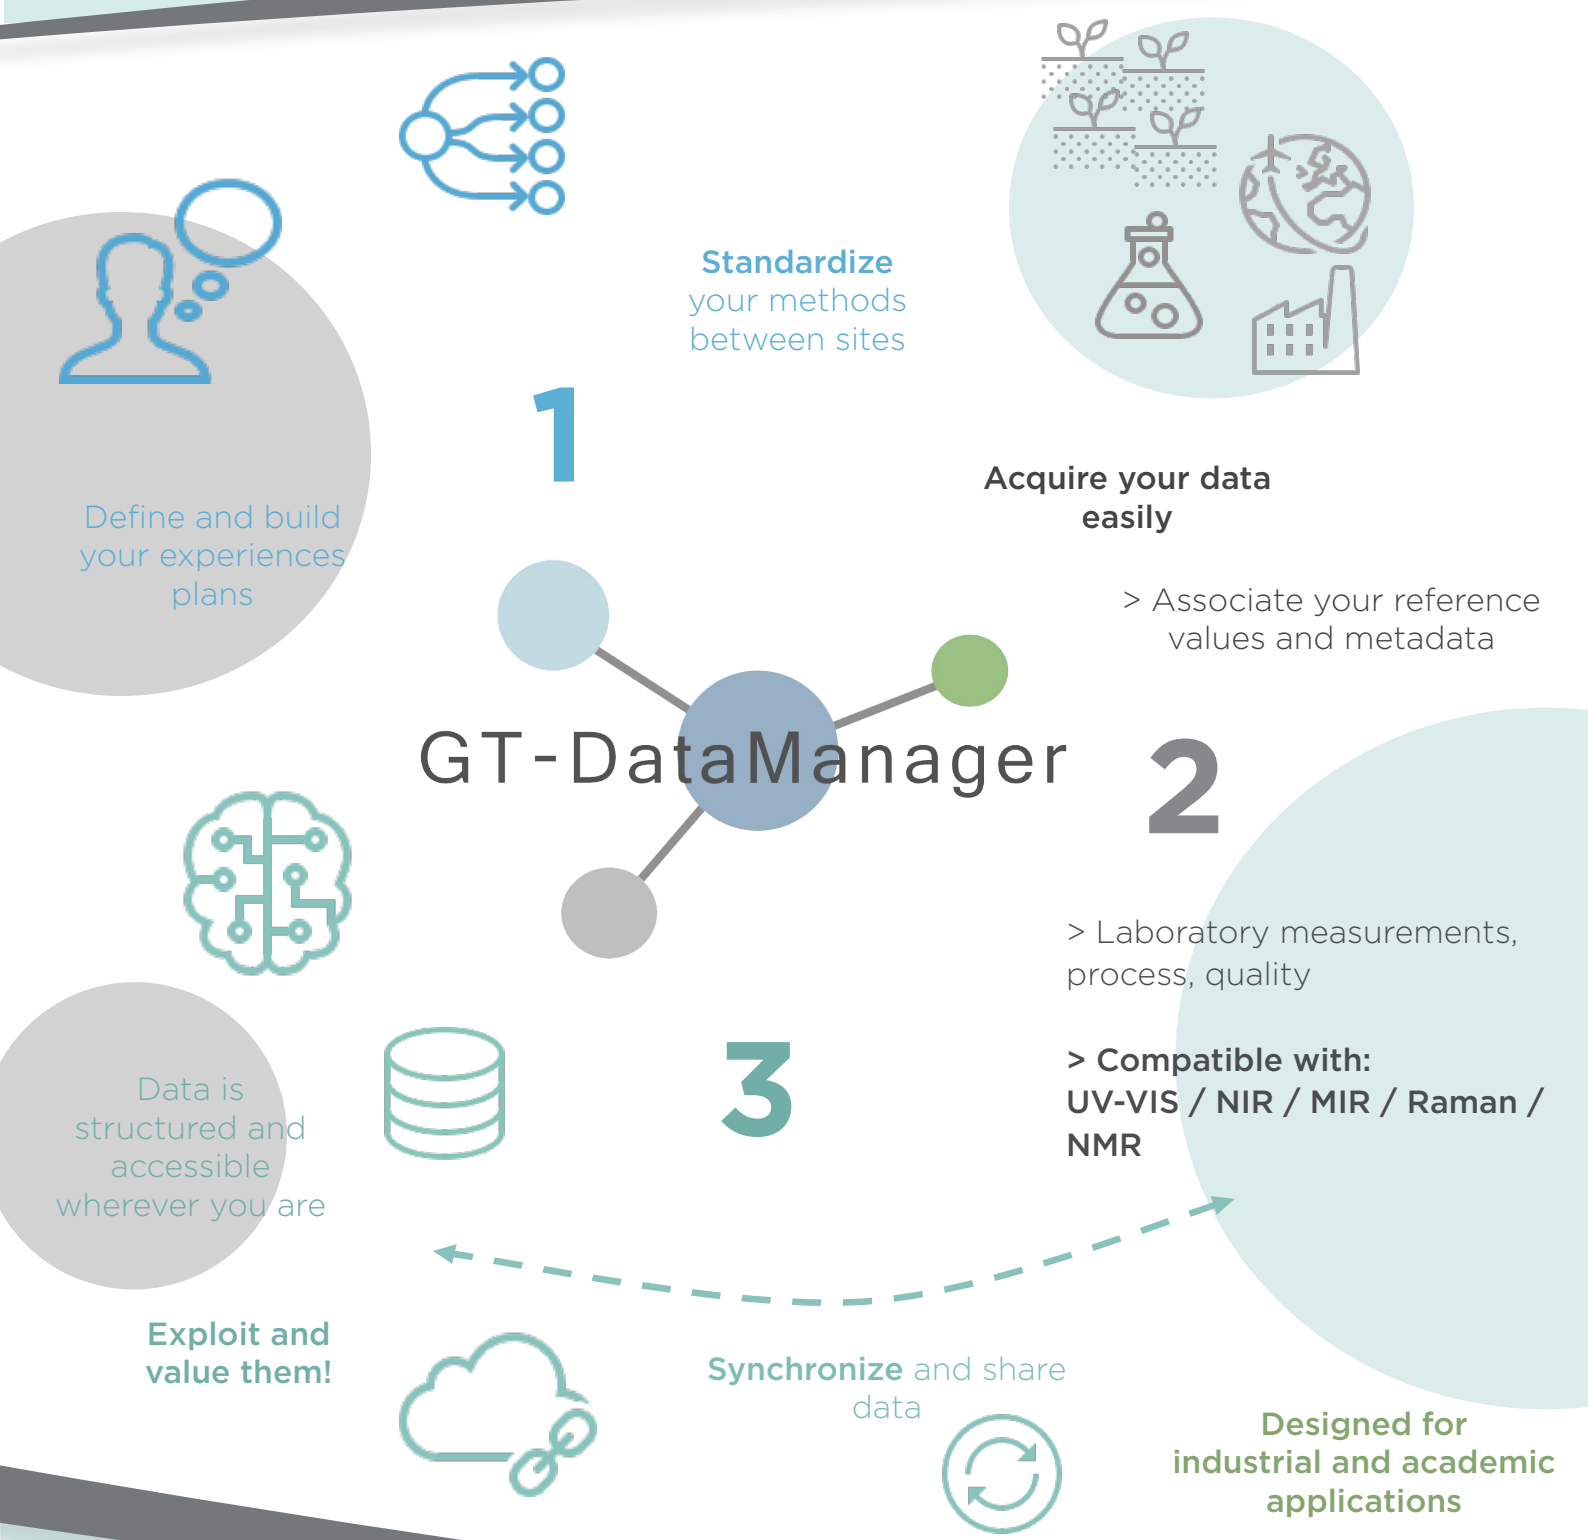 Standardize
your methods
between sites
1
Define and build
your experiences
plans
Acquire your data
easily
> Associate your reference
values and metadata
GT-DataManager
2
> Laboratory measurements,
process, quality
> Compatible with:
UV-VIS / NIR / MIR / Raman /
NMR
3
Data is
structured and
accessible
wherever you are
Exploit and
value them!
Synchronize and share
data
Designed for
industrial and academic
applications